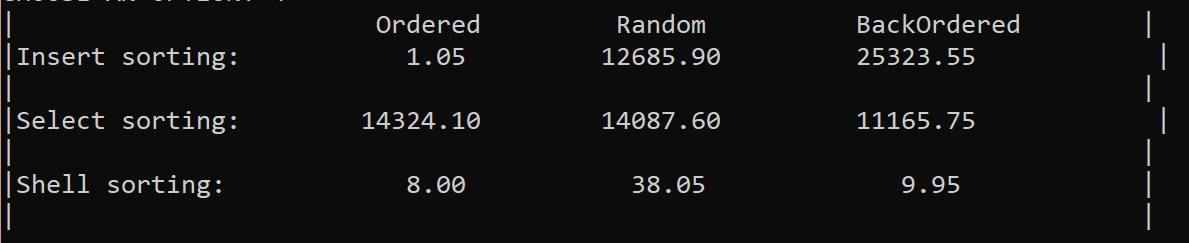 Ordered Random BackOrdered
Insert sorting: 1.05 12685.90 25323.55
Select sorting: 14324.10 14087.60 11165.75
Shell sorting: 8.00 38.05 9.95